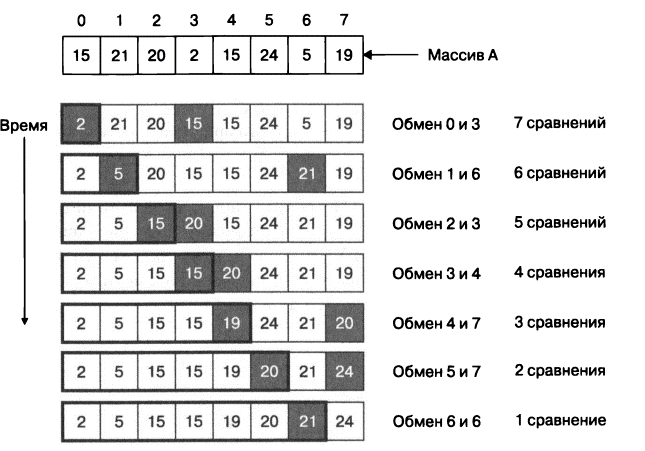 0 1 2 3 4 5 6 7
15 21 20 2 15 24 5 19 Массив А
Время 2 21 20 15 15 24 5 19 Обмен 0 и 3 7 сравнений
2 5 20 15 15 24 21 19 Обмен 1 и 6 6 сравнений
2 5 15 20 15 24 21 19 Обмен 2 и 3 5 сравнений
2 5 15 15 20 24 21 19 Обмен 3 и 4 4 сравнения
2 5 15 15 19 24 21 20 Обмен 4 и 7 3 сравнения
2 5 15 15 19 20 21 24 Обмен 5 и 7 2 сравнения
2 5 15 15 19 20 21 24 Обмен 6 и 6 1 сравнение